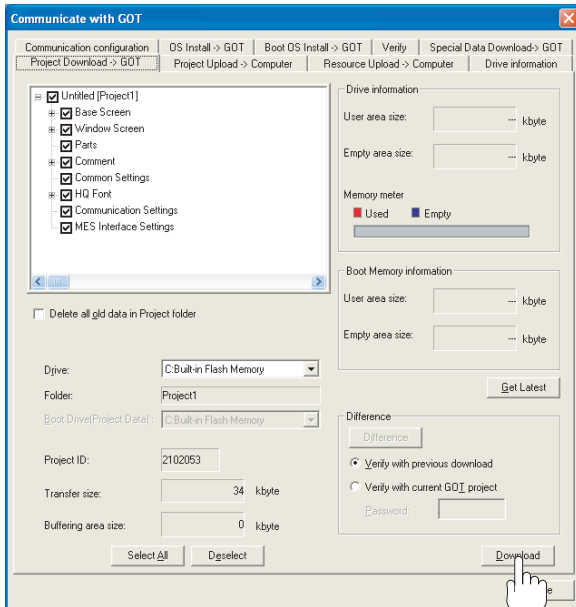 Communicate with GOT
Communication configuration OS Install -> GOT Boot OS Install -> GOT Verify Special Data Download-> GOT
Project Download -> GOT Project Upload -> Computer Resource Upload -> Computer Drive information
Untitled [Project1]
Base Screen
Window Screen
Parts
Comment
Common Settings
HQ Font
Communication Settings
MES Interface Settings
Delete all old data in Project folder
Drive: C:Built-in Flash Memory
Folder: Project1
Boot Drive(Project Data) : C:Built-in Flash Memory
Project ID: 2102053
Transfer size: 34 kbyte
Buffering area size: 0 kbyte
Select All Deselect
Drive information
User area size: --- kbyte
Empty area size: --- kbyte
Memory meter
Used Empty
Boot Memory information
User area size: --- kbyte
Empty area size: --- kbyte
Get Latest
Difference
Difference
Verify with previous download
Verify with current GOT project
Password:
Download